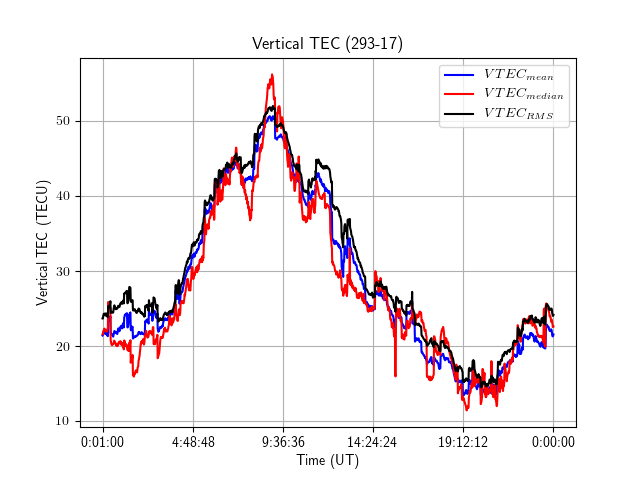 Vertical TEC (293-17)
VTEC_mean
VTEC_median
VTEC_RMS
Vertical TEC (TECU)
50
40
30
20
10
0:01:00 4:48:48 9:36:36 14:24:24 19:12:12 0:00:00
Time (UT)